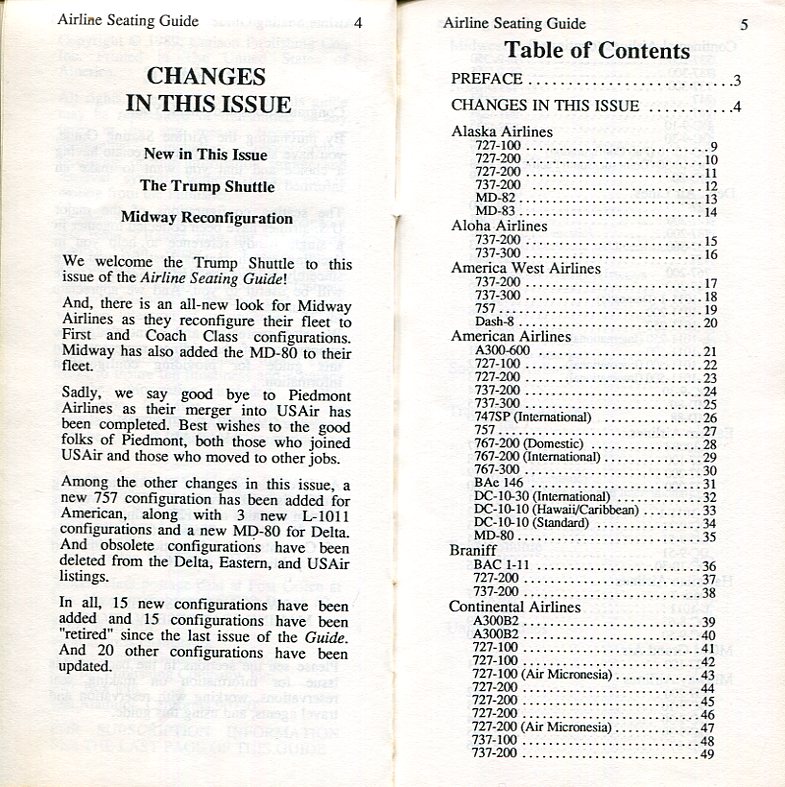 Airline Seating Guide 4
CHANGES
IN THIS ISSUE
New in This Issue
The Trump Shuttle
Midway Reconfiguration
We welcome the Trump Shuttle to this
issue of the Airline Seating Guide!
And, there is an all-new look for Midway
Airlines as they reconfigure their fleet to
First and Coach Class configurations.
Midway has also added the MD-80 to their
fleet.
Sadly, we say good bye to Piedmont
Airlines as their merger into USAir has
been completed. Best wishes to the good
folks of Piedmont, both those who joined
USAir and those who moved to other jobs.
Among the other changes in this issue, a
new 757 configuration has been added for
American, along with 3 new L-1011
configurations and a new MD-80 for Delta.
And obsolete configurations have been
deleted from the Delta, Eastern, and USAir
listings.
In all, 15 new configurations have been
added and 15 configurations have been
"retired" since the last issue of the Guide.
And 20 other configurations have been
updated.
Airline Seating Guide 5
Table of Contents
PREFACE . . . . . . . . . . . . . . . . . . . . . . . 3
CHANGES IN THIS ISSUE . . . . . . . . . . . 4
Alaska Airlines
727-100 . . . . . . . . . . . . . . . . . . . . . . . 9
727-200 . . . . . . . . . . . . . . . . . . . . . . . 10
727-200 . . . . . . . . . . . . . . . . . . . . . . . 11
737-200 . . . . . . . . . . . . . . . . . . . . . . . 12
MD-82 . . . . . . . . . . . . . . . . . . . . . . . 13
MD-83 . . . . . . . . . . . . . . . . . . . . . . . 14
Aloha Airlines
737-200 . . . . . . . . . . . . . . . . . . . . . . . 15
737-300 . . . . . . . . . . . . . . . . . . . . . . . 16
America West Airlines
737-200 . . . . . . . . . . . . . . . . . . . . . . . 17
737-300 . . . . . . . . . . . . . . . . . . . . . . . 18
757 . . . . . . . . . . . . . . . . . . . . . . . 19
Dash-8 . . . . . . . . . . . . . . . . . . . . . . . 20
American Airlines
A300-600 . . . . . . . . . . . . . . . . . . . . . 21
727-100 . . . . . . . . . . . . . . . . . . . . . . . 22
727-200 . . . . . . . . . . . . . . . . . . . . . . . 23
737-200 . . . . . . . . . . . . . . . . . . . . . . . 24
737-300 . . . . . . . . . . . . . . . . . . . . . . . 25
747SP (International) . . . . . . . . . . . . . . 26
757 . . . . . . . . . . . . . . . . . . . . . . . 27
767-200 (Domestic) . . . . . . . . . . . . . . . 28
767-200 (International) . . . . . . . . . . . . . 29
767-300 . . . . . . . . . . . . . . . . . . . . . . . 30
BAe 146 . . . . . . . . . . . . . . . . . . . . . . . 31
DC-10-30 (International) . . . . . . . . . . . 32
DC-10-10 (Hawaii/Caribbean) . . . . . . . . 33
DC-10-10 (Standard) . . . . . . . . . . . . . . 34
MD-80 . . . . . . . . . . . . . . . . . . . . . . . 35
Braniff
BAC 1-11 . . . . . . . . . . . . . . . . . . . . . 36
727-200 . . . . . . . . . . . . . . . . . . . . . . . 37
737-200 . . . . . . . . . . . . . . . . . . . . . . . 38
Continental Airlines
A300B2 . . . . . . . . . . . . . . . . . . . . . . . 39
A300B2 . . . . . . . . . . . . . . . . . . . . . . . 40
727-100 . . . . . . . . . . . . . . . . . . . . . . . 41
727-100 . . . . . . . . . . . . . . . . . . . . . . . 42
727-100 (Air Micronesia) . . . . . . . . . . . 43
727-200 . . . . . . . . . . . . . . . . . . . . . . . 44
727-200 . . . . . . . . . . . . . . . . . . . . . . . 45
727-200 . . . . . . . . . . . . . . . . . . . . . . . 46
727-200 (Air Micronesia) . . . . . . . . . . . 47
737-100 . . . . . . . . . . . . . . . . . . . . . . . 48
737-200 . . . . . . . . . . . . . . . . . . . . . . . 49